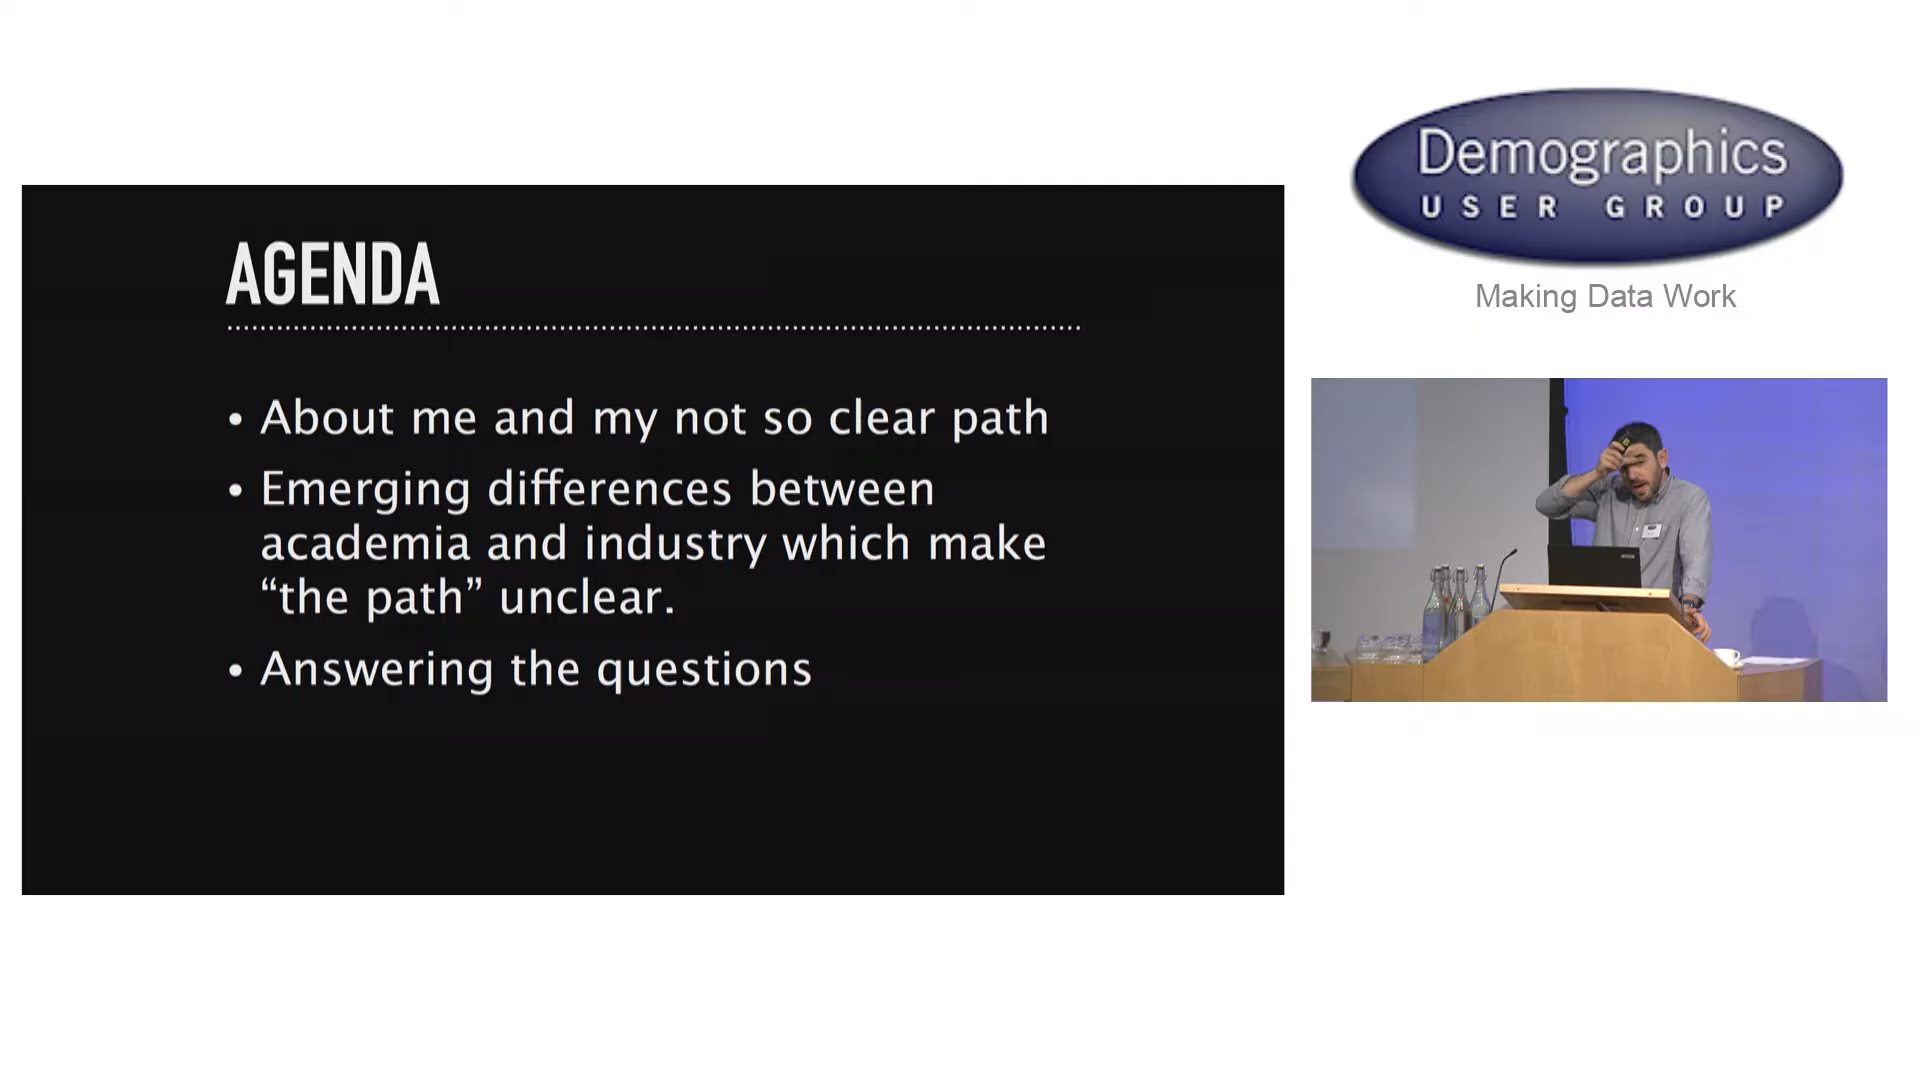 AGENDA
• About me and my not so clear path
• Emerging differences between
academia and industry which make
“the path” unclear.
• Answering the questions
Demographics
USER GROUP
Making Data Work